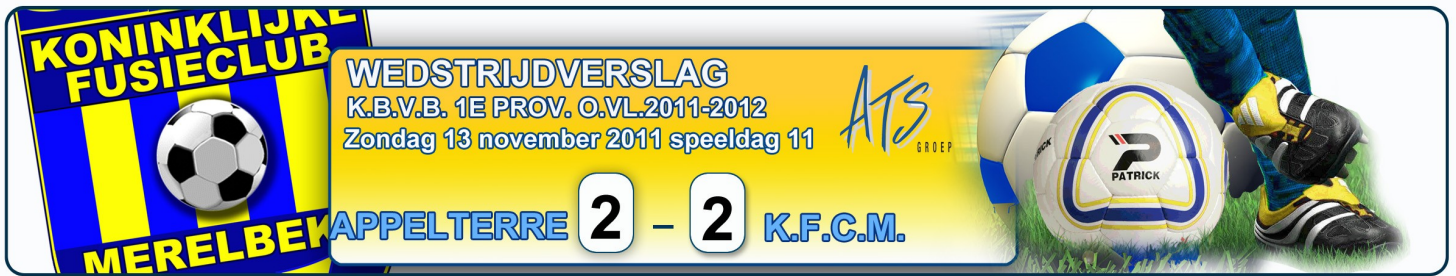 KONINKLIJKE
FUSIECLUB
MERELBEK
WEDSTRIJDVERSLAG
K.B.V.B. 1E PROV. O.VL.2011-2012
Zondag 13 november 2011 speeldag 11
ATS
GROEP
APPELTERRE 2 – 2 K.F.C.M.
PATRICK